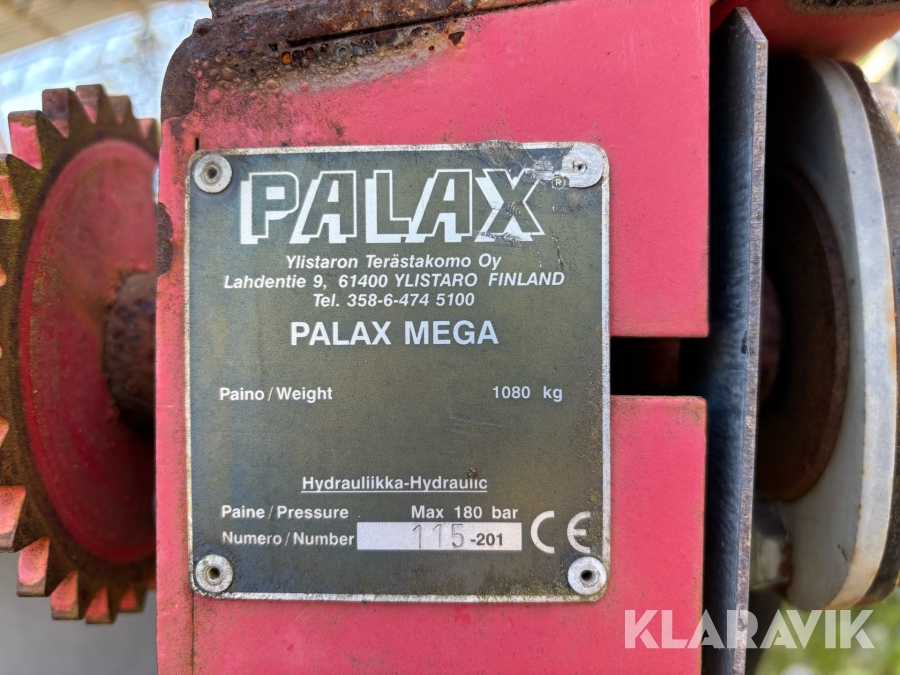 PALAX®
Ylistaron Terästakomo Oy
Lahdentie 9, 61400 YLISTARO FINLAND
Tel. 358-6-474 5100
PALAX MEGA
Paino/Weight 1080 kg
Hydrauliikka-Hydraulic
Paine/Pressure Max 180 bar
Numero/Number 115-201 CE
KLARAVIK